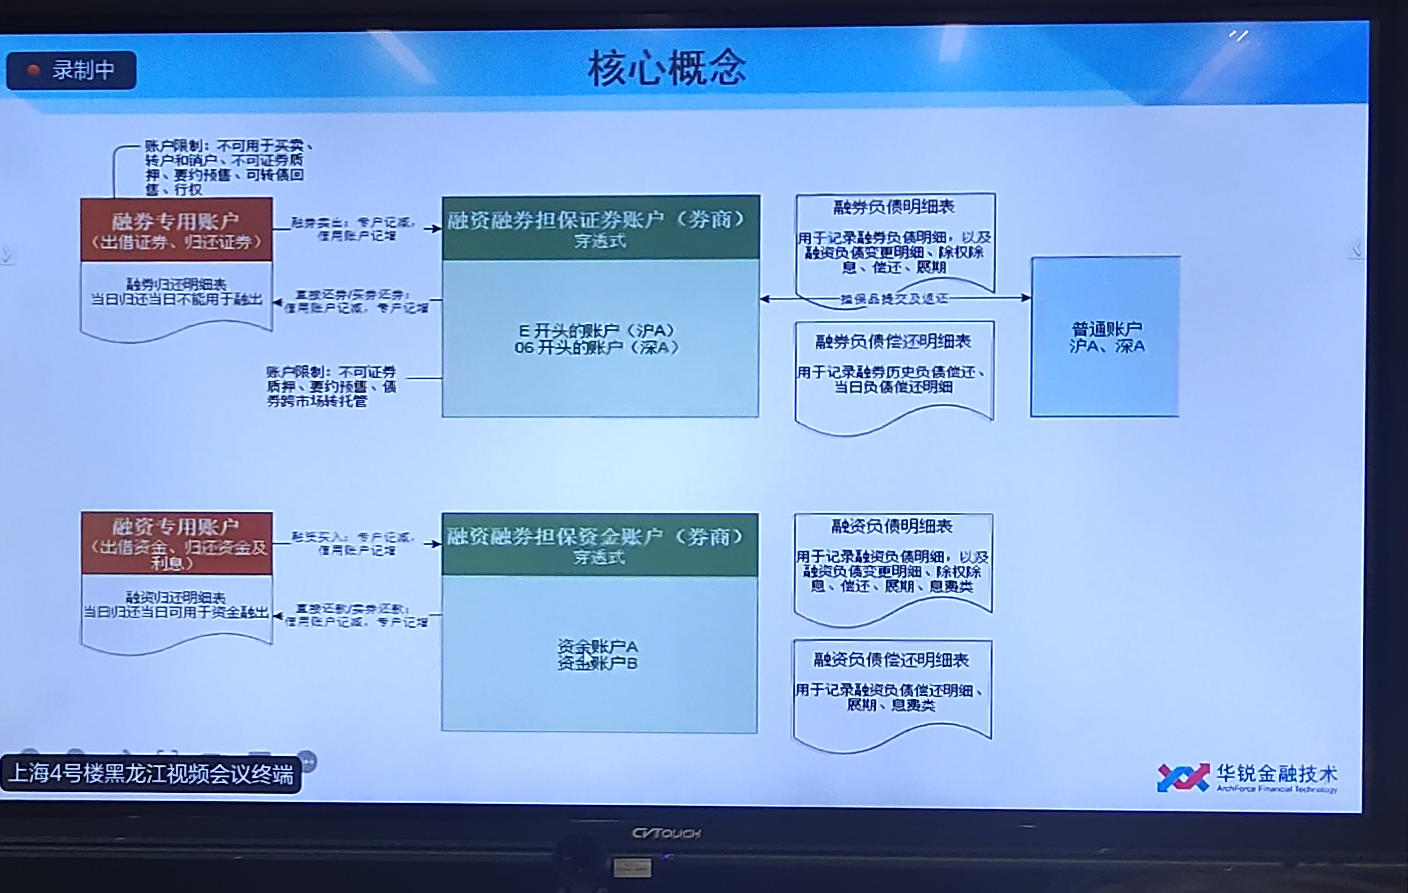 录制中
核心概念
账户限制：不可用于买卖、
转户和销户、不可证券质
押、要约预售、可转债回
售、行权
融券专用账户
（出借证券、归还证券）
融券归还明细表
当日归还当日不能用于融出
融券卖出：专户记减，
信用账户记增
直接还券/买券还券：
信用账户记减，专户记增
账户限制：不可证券
质押、要约预售、债
券跨市场转托管
融资融券担保证券账户（券商）
穿透式
E 开头的账户（沪A）
06 开头的账户（深A）
融券负债明细表
用于记录融券负债明细，以及
融资负债变更明细、除权除
息、偿还、展期
担保品提交及返还
融券负债偿还明细表
用于记录融券历史负债偿还、
当日负债偿还明细
普通账户
沪A、深A
融资专用账户
（出借资金、归还资金及
利息）
融资归还明细表
当日归还当日可用于资金融出
融资买入：专户记减，
信用账户记增
直接还款/卖券还款：
信用账户记减，专户记增
融资融券担保资金账户（券商）
穿透式
资金账户A
资金账户B
融资负债明细表
用于记录融资负债明细，以及
融资负债变更明细、除权除
息、偿还、展期、息费类
融资负债偿还明细表
用于记录融资负债偿还明细、
展期、息费类
上海4号楼黑龙江视频会议终端
华锐金融技术
ArchForce Financial Technology
CVTOUCH